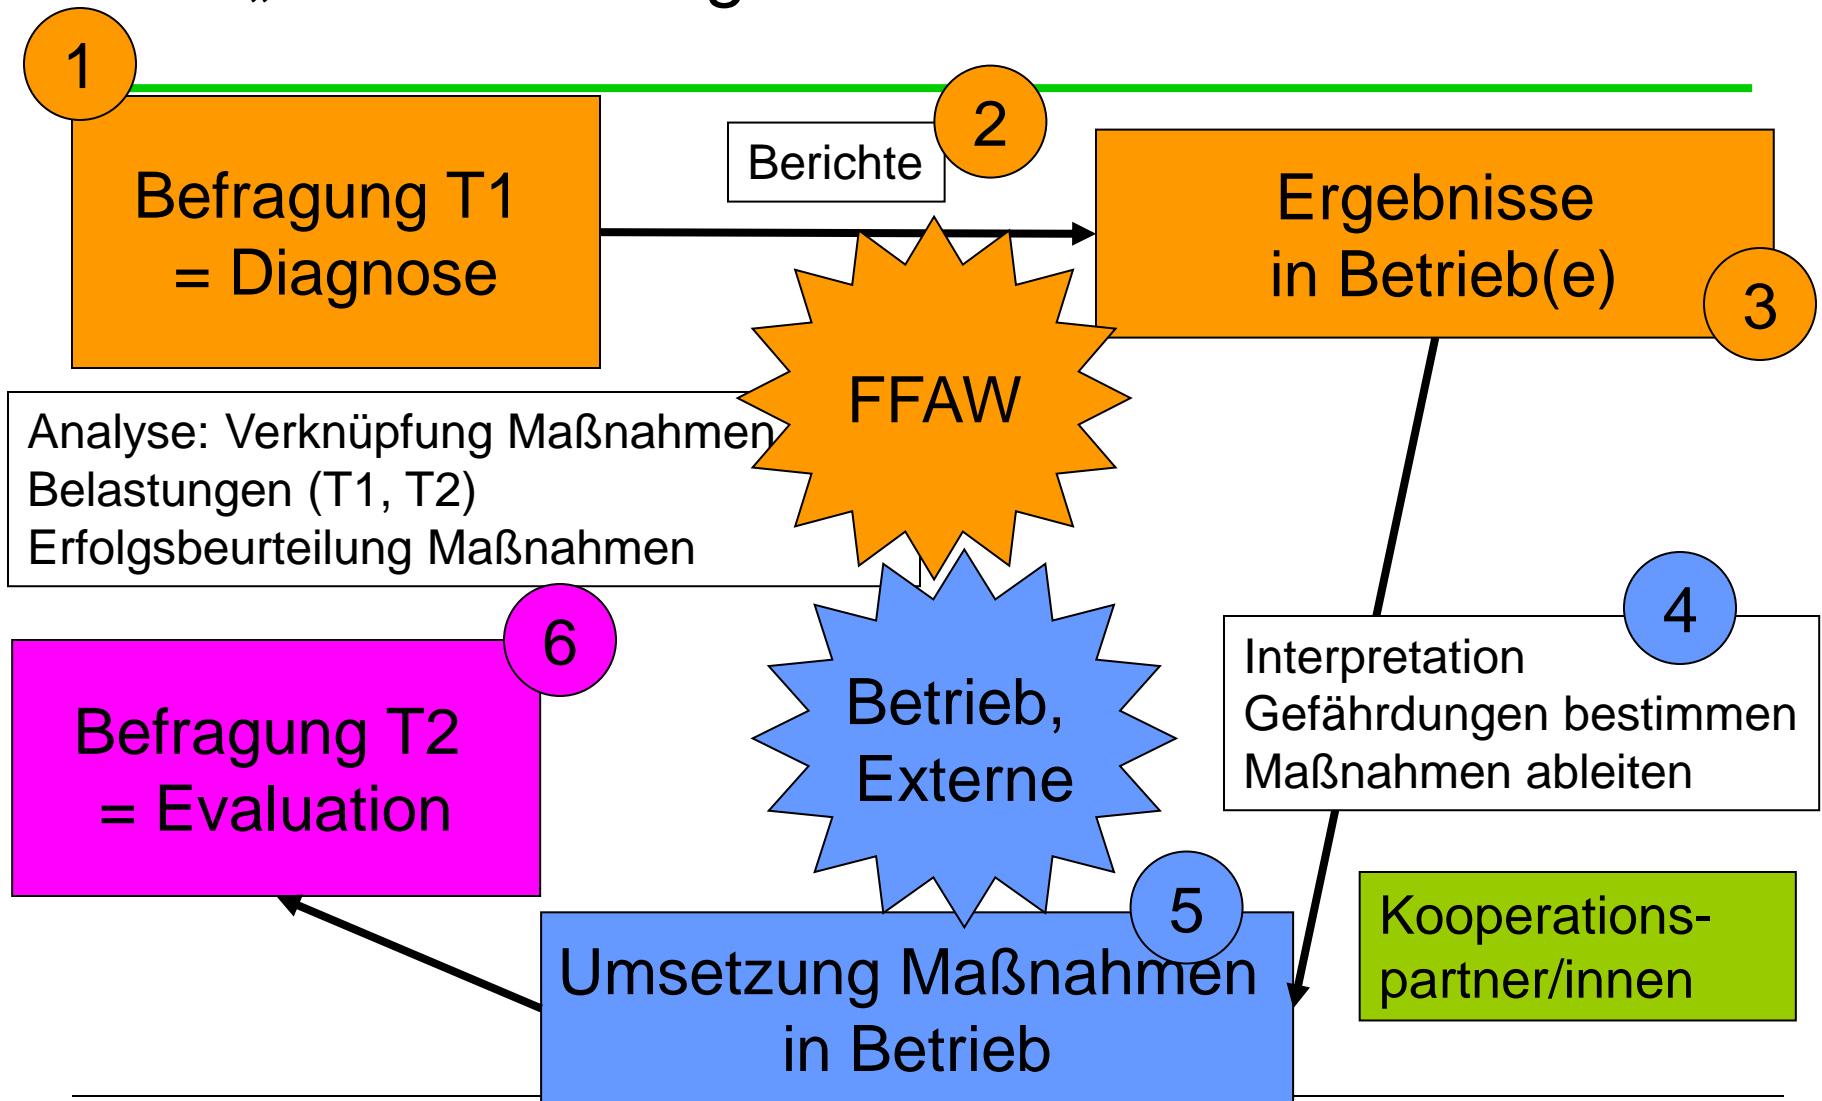 1
Befragung T1
= Diagnose
Berichte
2
Ergebnisse
in Betrieb(e)
3
FFAW
Analyse: Verknüpfung Maßnahmen
Belastungen (T1, T2)
Erfolgsbeurteilung Maßnahmen
4
Interpretation
Gefährdungen bestimmen
Maßnahmen ableiten
6
Befragung T2
= Evaluation
Betrieb,
Externe
5
Umsetzung Maßnahmen
in Betrieb
Kooperations-
partner/innen